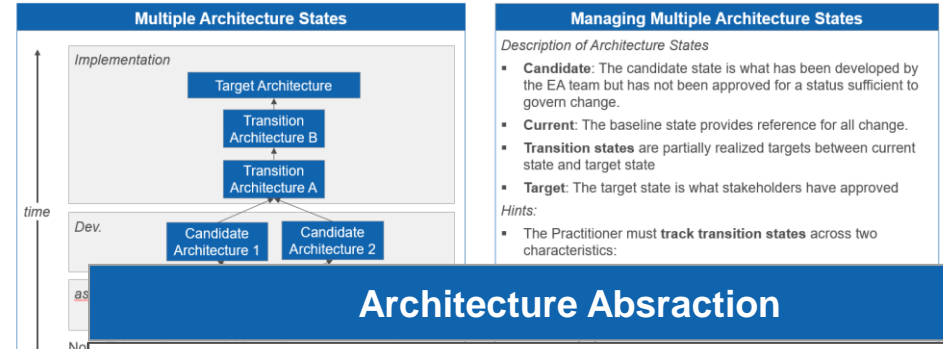 Multiple Architecture States
Implementation
Target Architecture
Transition
Architecture B
Transition
Architecture A
time
Dev.
Candidate
Architecture 1
Candidate
Architecture 2
as
No
Managing Multiple Architecture States
Description of Architecture States
▪ Candidate: The candidate state is what has been developed by
the EA team but has not been approved for a status sufficient to
govern change.
▪ Current: The baseline state provides reference for all change.
▪ Transition states are partially realized targets between current
state and target state
▪ Target: The target state is what stakeholders have approved
Hints:
▪ The Practitioner must track transition states across two
characteristics:
Architecture Absraction